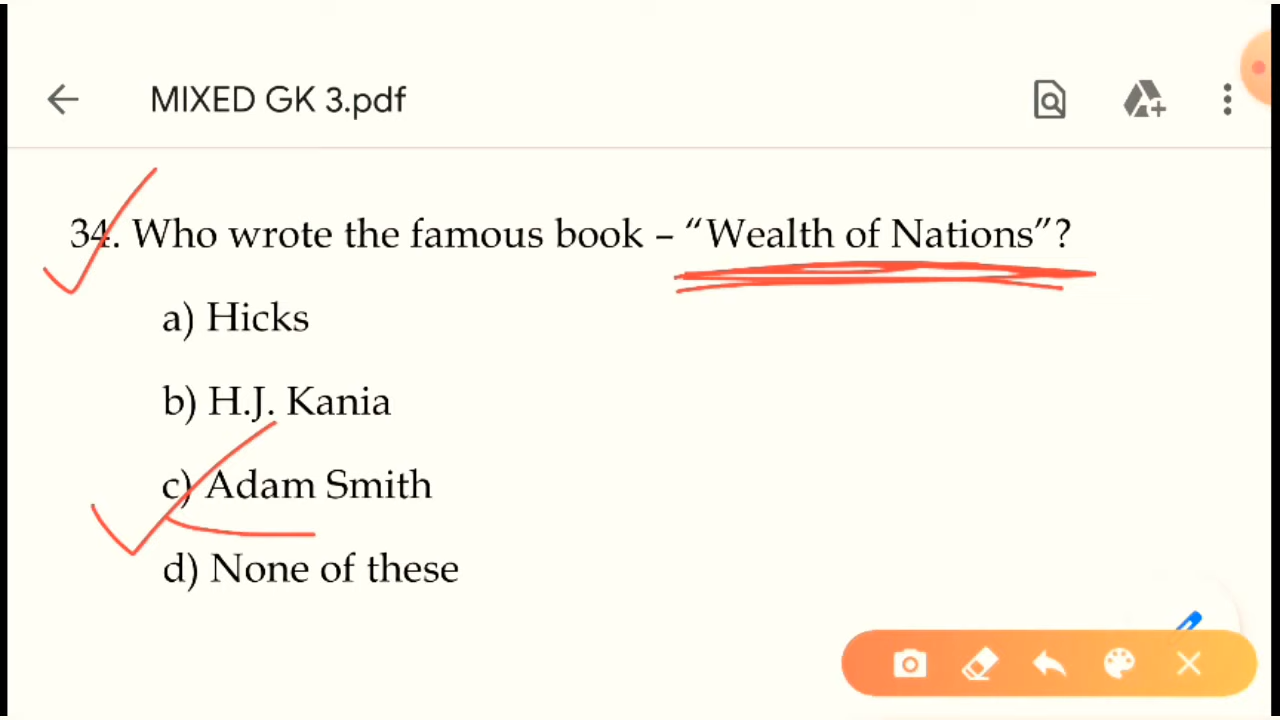 MIXED GK 3.pdf
34. Who wrote the famous book – “Wealth of Nations”?
a) Hicks
b) H.J. Kania
c) Adam Smith
d) None of these